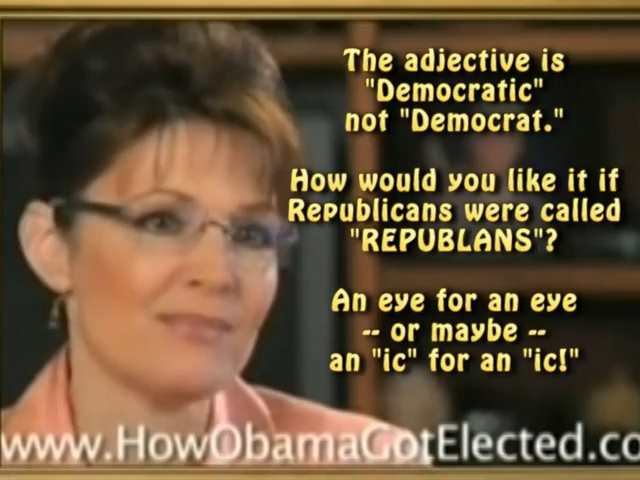 The adjective is
"Democratic"
not "Democrat."
How would you like it if
Republicans were called
"REPUBLANS"?
An eye for an eye
-- or maybe --
an "ic" for an "ic!"
www.HowObamaGotElected.co